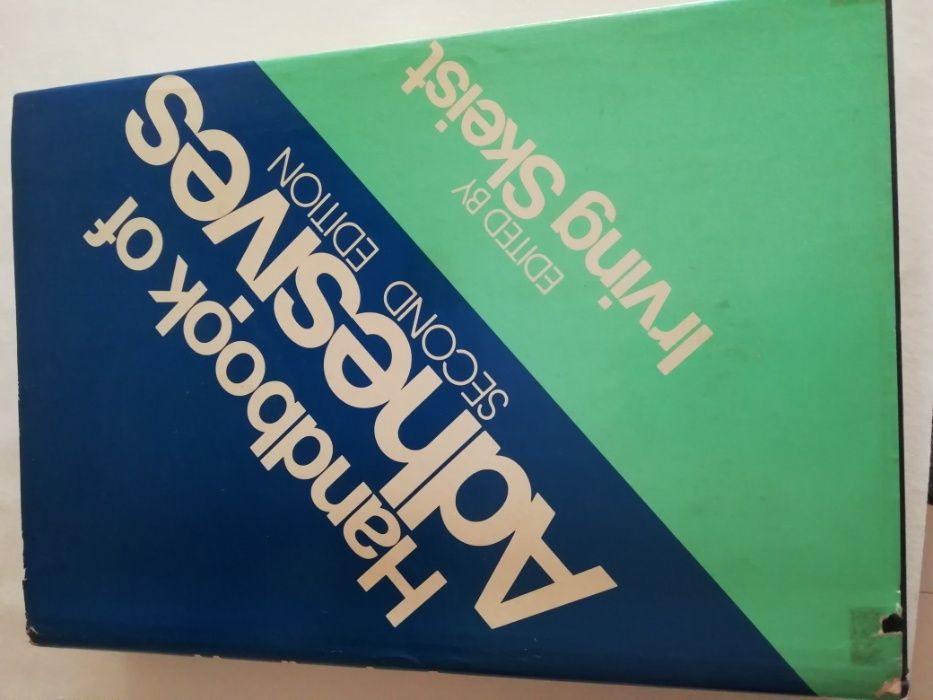 Handbook of
Adhesives
SECOND EDITION
EDITED BY
Irving Skeist